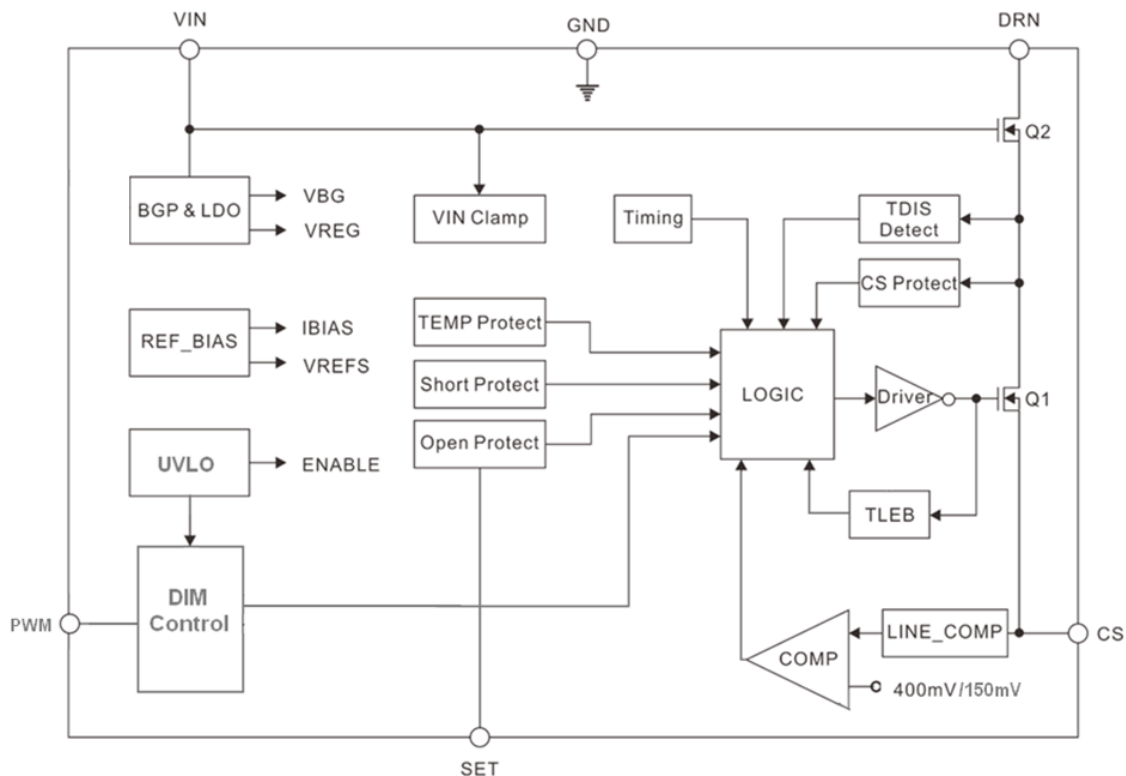 VIN
GND
DRN
Q2
BGP & LDO
VBG
VREG
VIN Clamp
Timing
TDIS
Detect
CS Protect
REF_BIAS
IBIAS
VREFS
TEMP Protect
Short Protect
Open Protect
LOGIC
Driver
Q1
UVLO
ENABLE
TLEB
DIM
Control
PWM
COMP
LINE_COMP
CS
400mV/150mV
SET